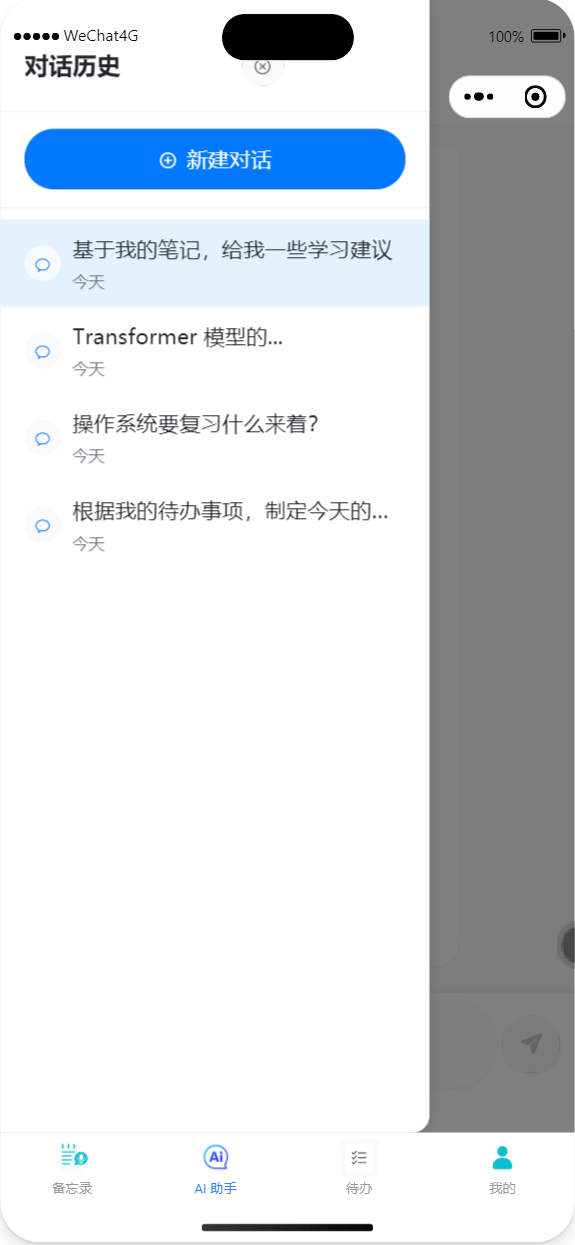 WeChat4G
100%
对话历史
新建对话
基于我的笔记，给我一些学习建议
今天
Transformer 模型的...
今天
操作系统要复习什么来着？
今天
根据我的待办事项，制定今天的...
今天
Ai
备忘录
AI 助手
待办
我的